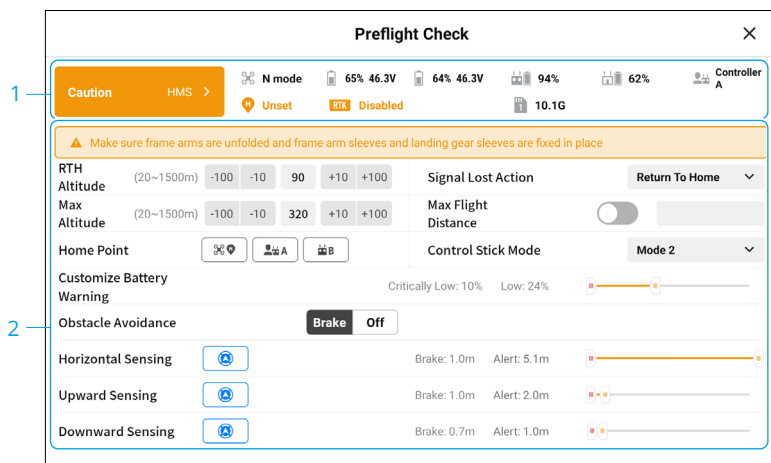 Preflight Check
1
Caution HMS
N mode 65% 46.3V 64% 46.3V 94% 62% Controller A
H Unset RTK Disabled 1 10.1G
2
Make sure frame arms are unfolded and frame arm sleeves and landing gear sleeves are fixed in place
RTH Altitude (20~1500m) -100 -10 90 +10 +100 Signal Lost Action Return To Home
Max Altitude (20~1500m) -100 -10 320 +10 +100 Max Flight Distance
Home Point H A B Control Stick Mode Mode 2
Customize Battery Warning Critically Low: 10% Low: 24%
Obstacle Avoidance Brake Off
Horizontal Sensing Brake: 1.0m Alert: 5.1m
Upward Sensing Brake: 1.0m Alert: 2.0m
Downward Sensing Brake: 0.7m Alert: 1.0m